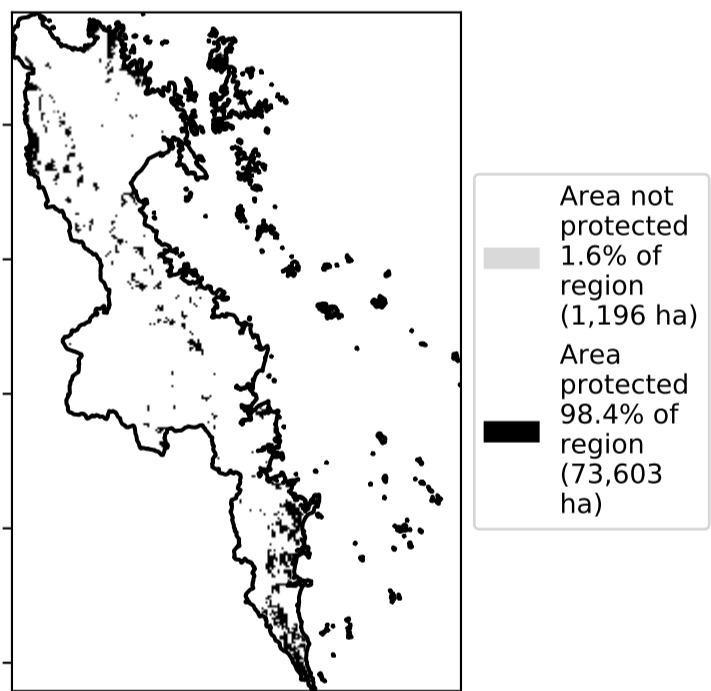 Area not
protected
1.6% of
region
(1,196 ha)
Area
protected
98.4% of
region
(73,603
ha)